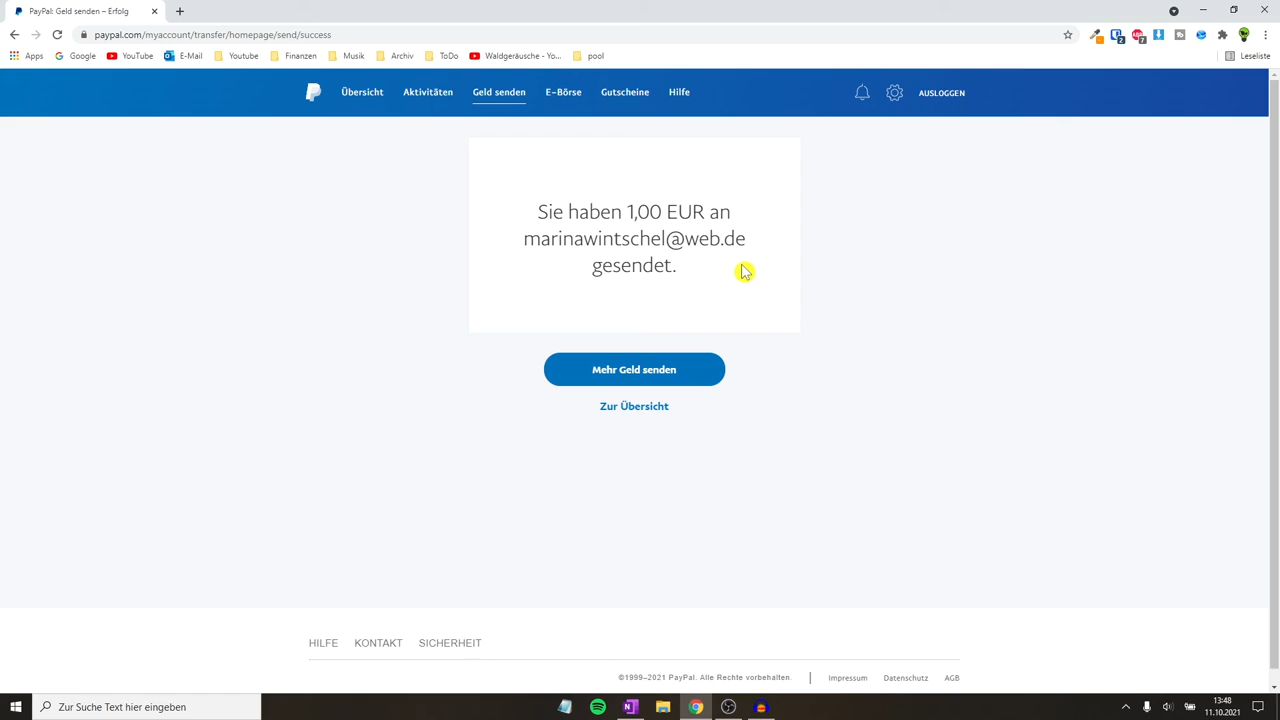 PayPal: Geld senden – Erfolg
paypal.com/myaccount/transfer/homepage/send/success
Apps Google YouTube E-Mail Youtube Finanzen Musik Archiv ToDo Waldgeräusche - Yo... pool Leseliste
Übersicht Aktivitäten Geld senden E-Börse Gutscheine Hilfe AUSLOGGEN
Sie haben 1,00 EUR an
marinawintschel@web.de
gesendet.
Mehr Geld senden
Zur Übersicht
HILFE KONTAKT SICHERHEIT
©1999–2021 PayPal. Alle Rechte vorbehalten. | Impressum Datenschutz AGB
Zur Suche Text hier eingeben
13:48
11.10.2021